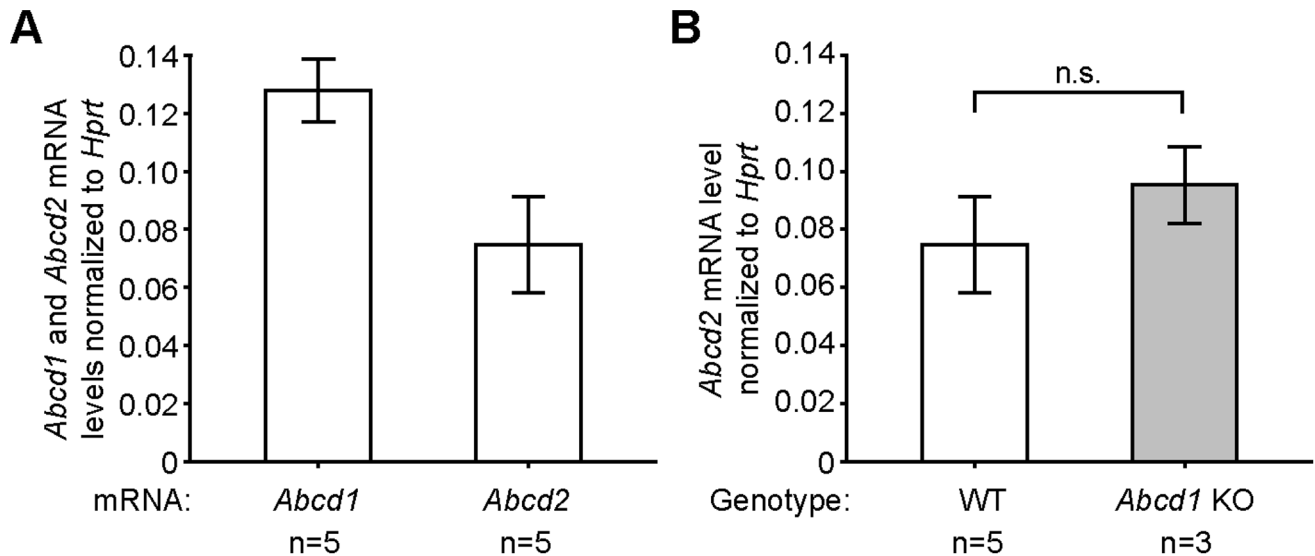 A
Abcd1 and Abcd2 mRNA
levels normalized to Hprt
0.14
0.12
0.10
0.08
0.06
0.04
0.02
0
mRNA: Abcd1 Abcd2
n=5 n=5
B
Abcd2 mRNA level
normalized to Hprt
0.14
0.12
0.10
0.08
0.06
0.04
0.02
0
n.s.
Genotype: WT Abcd1 KO
n=5 n=3